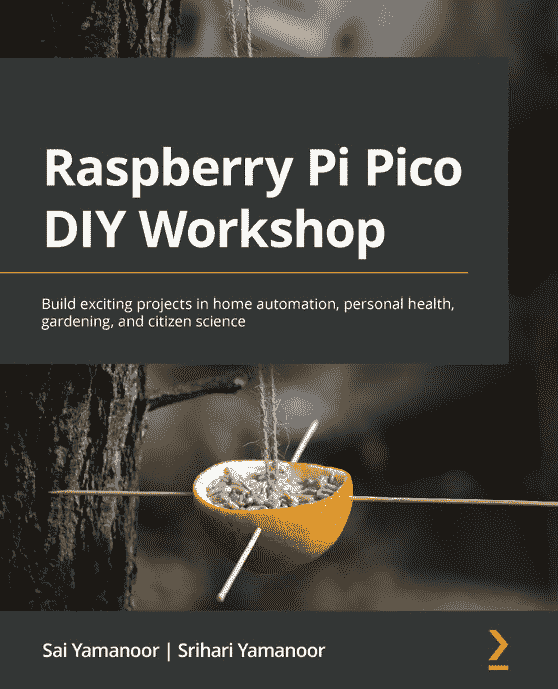 Raspberry Pi Pico
DIY Workshop
Build exciting projects in home automation, personal health,
gardening, and citizen science
Sai Yamanoor | Srihari Yamanoor